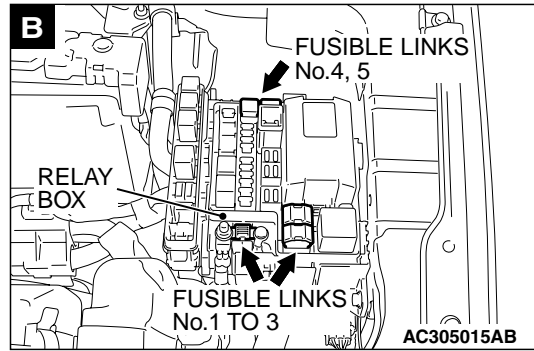 B
FUSIBLE LINKS
No.4, 5
RELAY
BOX
FUSIBLE LINKS
No.1 TO 3
AC305015AB